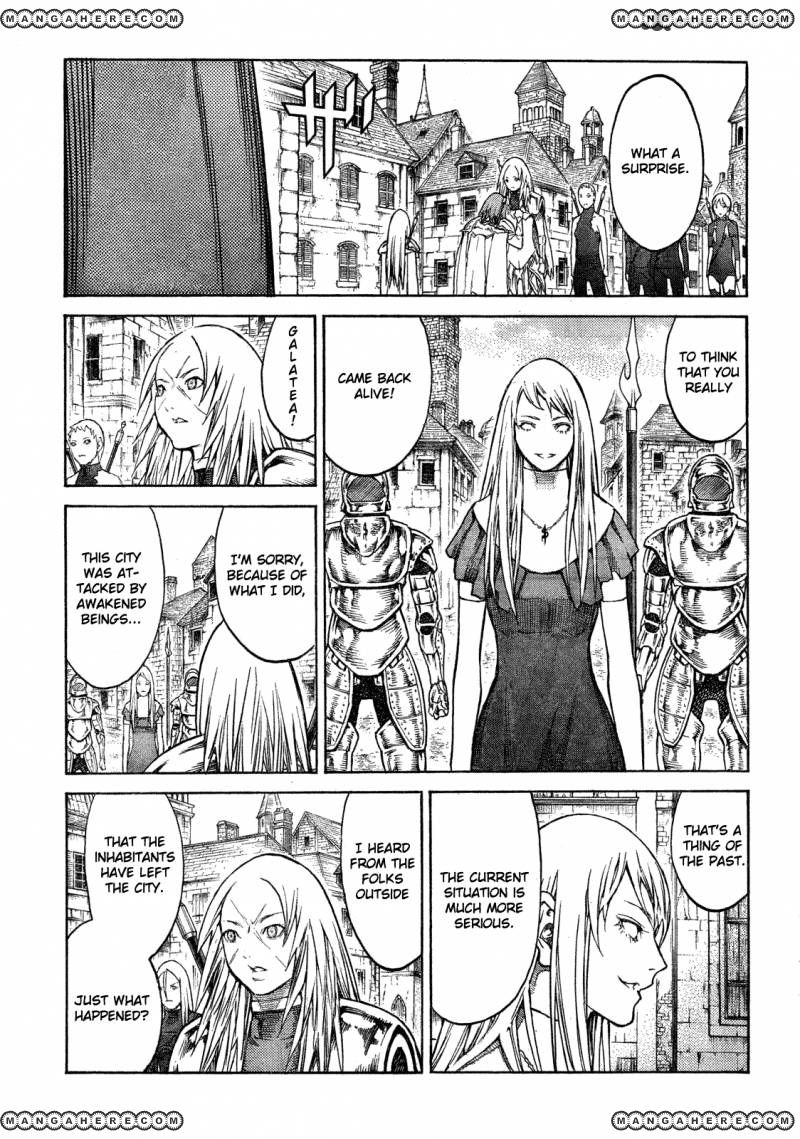 MANGAHERE.COM
MANGAHERE.COM
WHAT A
SURPRISE.
TO THINK
THAT YOU
REALLY
CAME BACK
ALIVE!
GALATEA!
I'M SORRY,
BECAUSE OF
WHAT I DID,
THIS CITY
WAS AT-
TACKED BY
AWAKENED
BEINGS...
THAT'S A
THING OF
THE PAST.
THE CURRENT
SITUATION IS
MUCH MORE
SERIOUS.
I HEARD
FROM THE
FOLKS
OUTSIDE
THAT THE
INHABITANTS
HAVE LEFT
THE CITY.
JUST WHAT
HAPPENED?
MANGAHERE.COM
MANGAHERE.COM